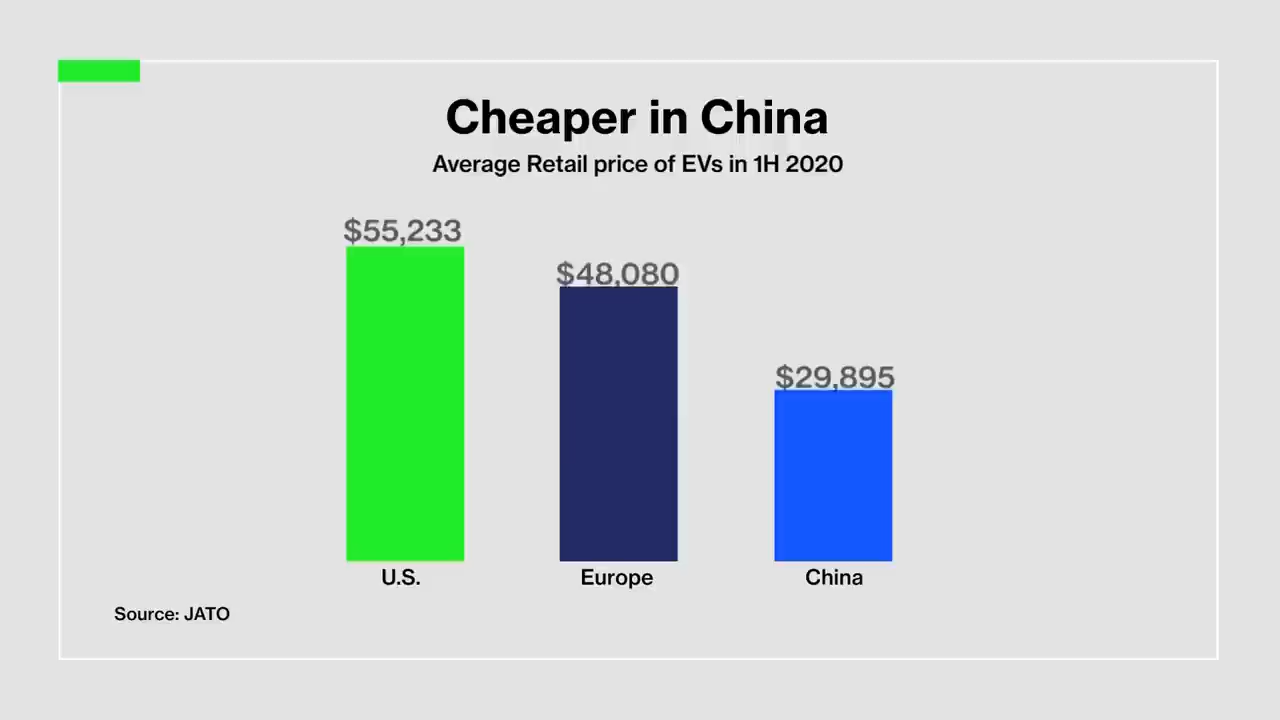 Cheaper in China
Average Retail price of EVs in 1H 2020
$55,233
$48,080
$29,895
U.S.
Europe
China
Source: JATO